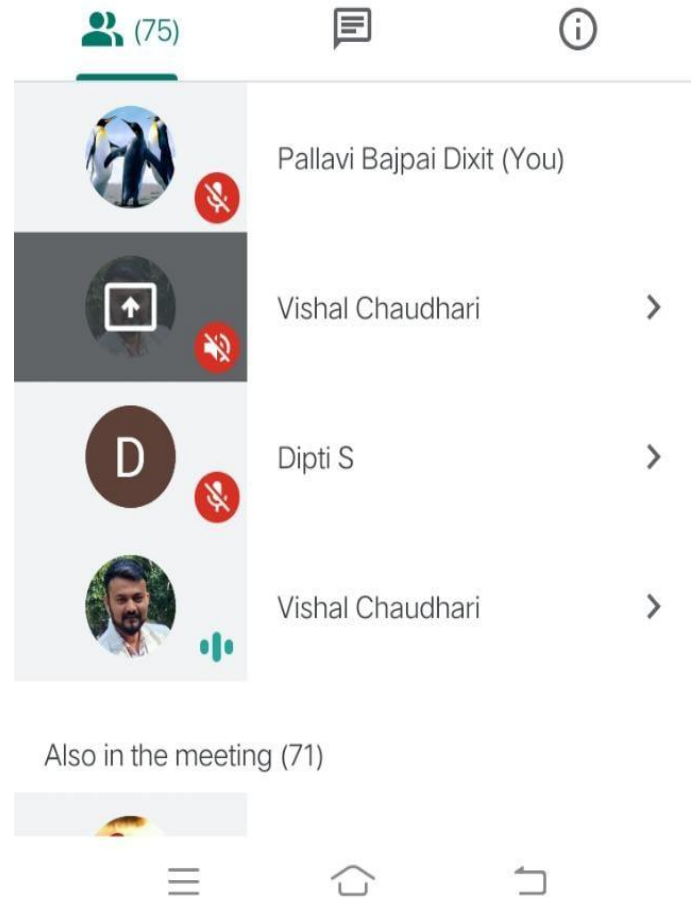 (75)
Pallavi Bajpai Dixit (You)
Vishal Chaudhari
D
Dipti S
Vishal Chaudhari
Also in the meeting (71)